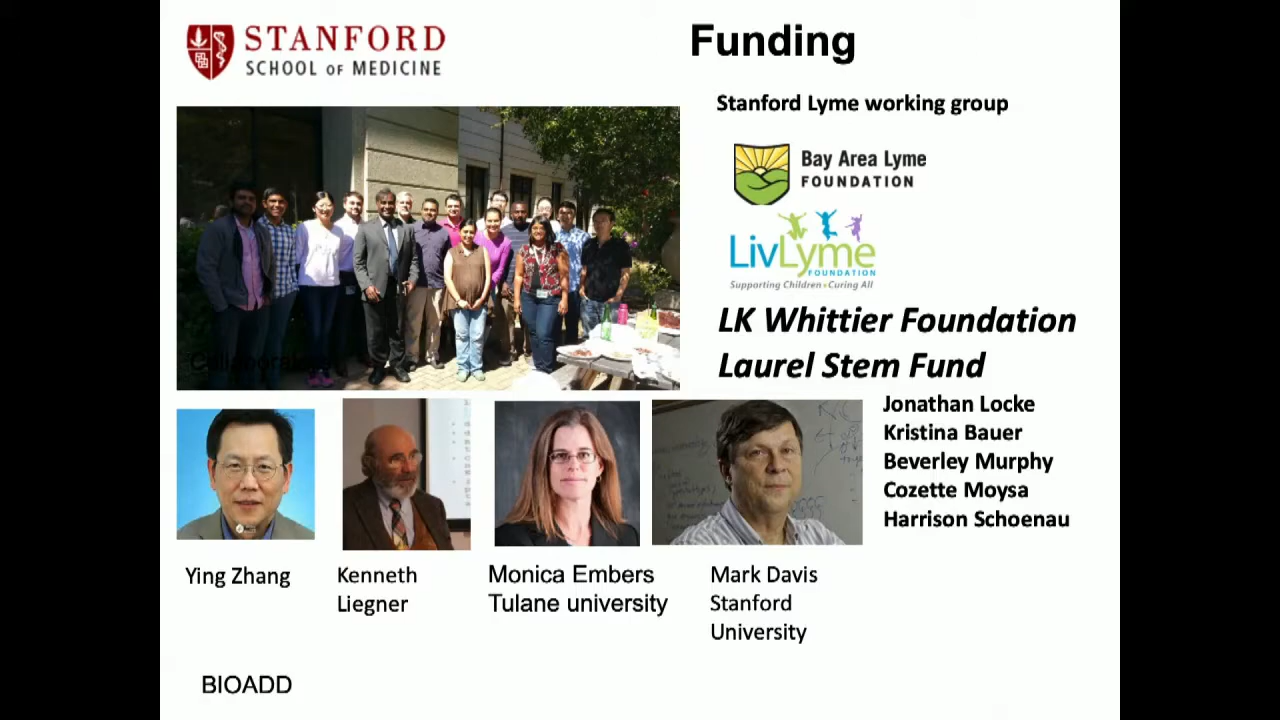 STANFORD
SCHOOL OF MEDICINE
Funding
Stanford Lyme working group
Bay Area Lyme
FOUNDATION
LivLyme
FOUNDATION
Supporting Children • Curing All
LK Whittier Foundation
Laurel Stem Fund
Jonathan Locke
Kristina Bauer
Beverley Murphy
Cozette Moysa
Harrison Schoenau
Ying Zhang
Kenneth
Liegner
Monica Embers
Tulane university
Mark Davis
Stanford
University
BIOADD